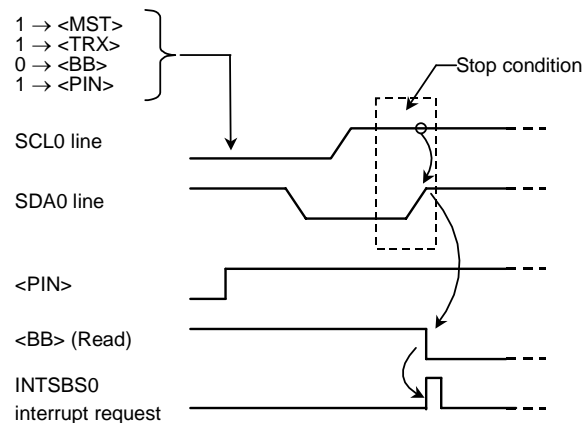 1 → <MST>
1 → <TRX>
0 → <BB>
1 → <PIN>
Stop condition
SCL0 line
SDA0 line
<PIN>
<BB> (Read)
INTSBS0
interrupt request